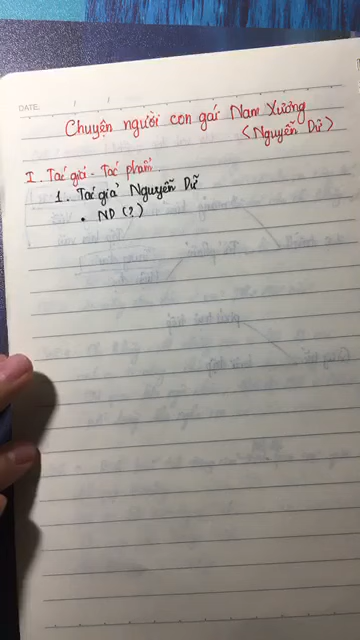 DATE: / /
Chuyện người con gái Nam Xương
(Nguyễn Dữ)
I. Tác giả - Tác phẩm
1. Tác giả Nguyễn Dữ
• ND (?)